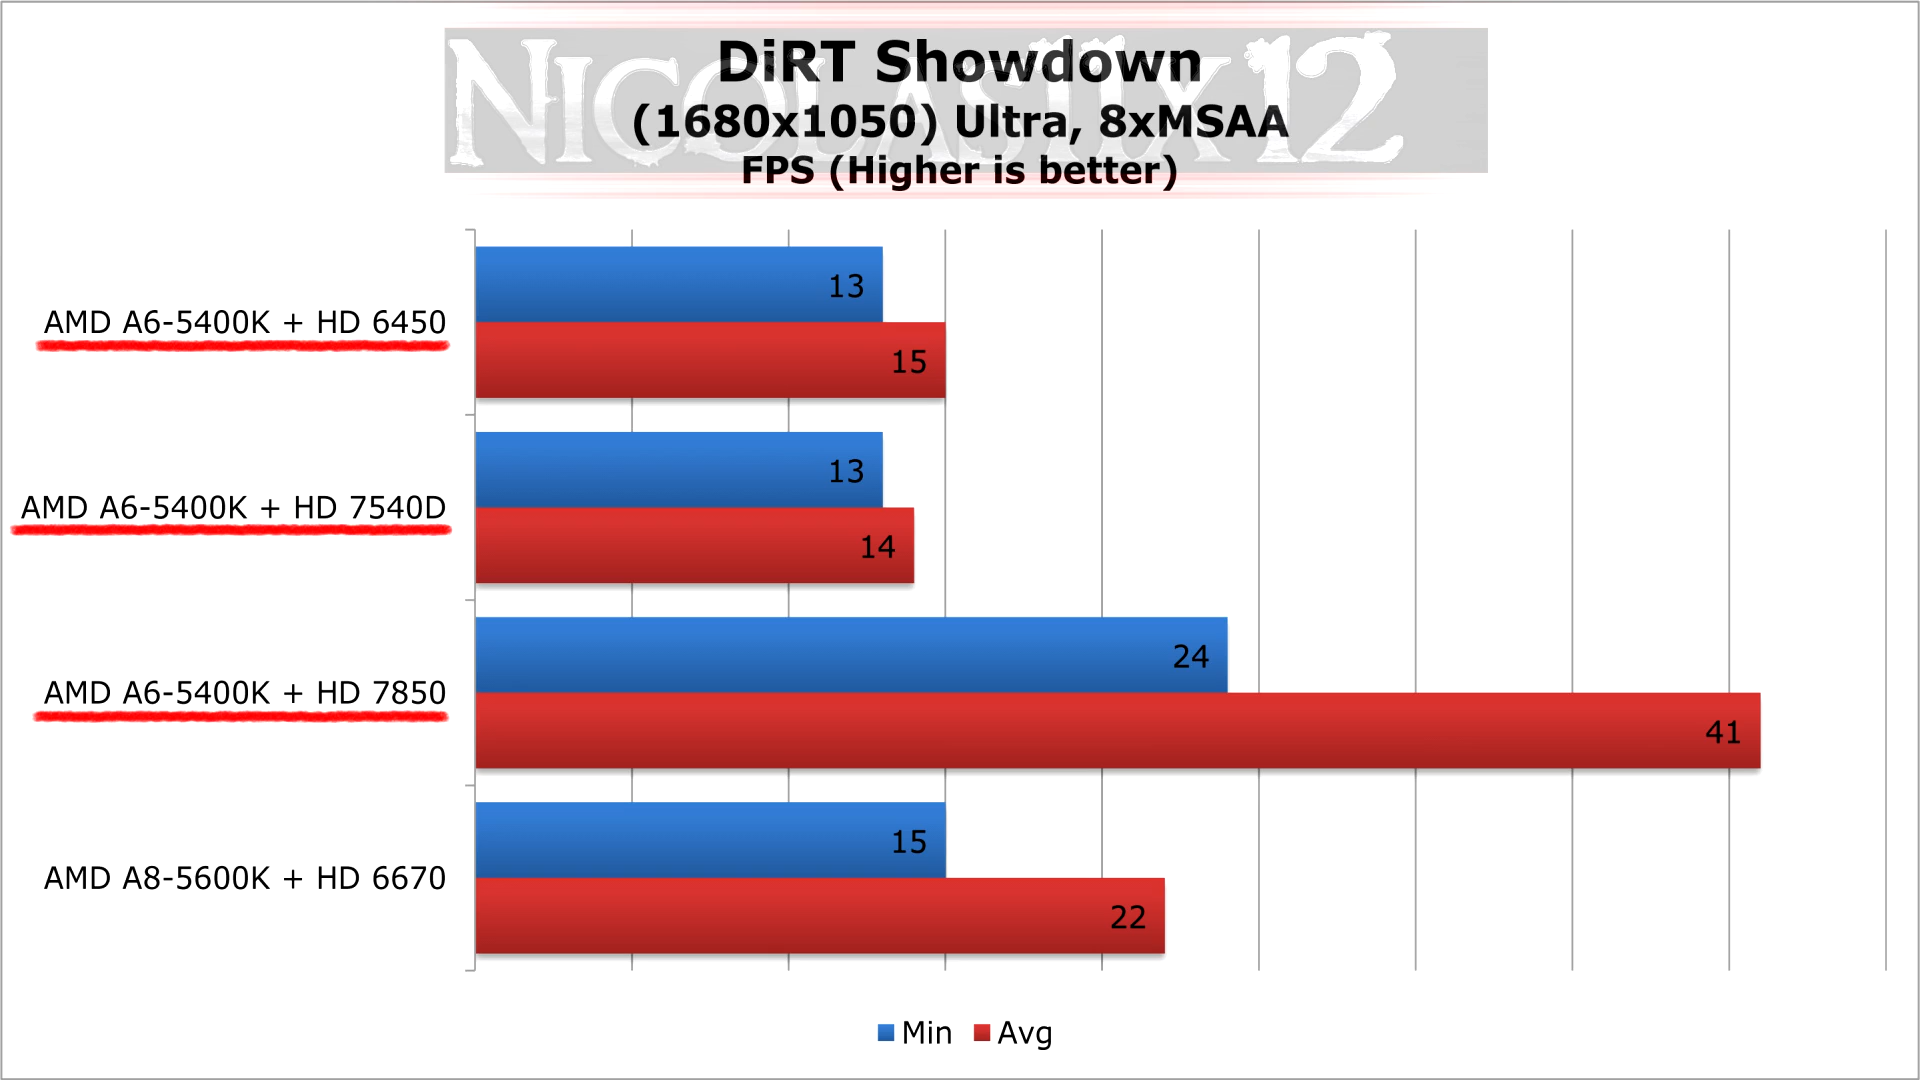 NICOLAS11X12
DiRT Showdown
(1680x1050) Ultra, 8xMSAA
FPS (Higher is better)
AMD A6-5400K + HD 6450
13
15
AMD A6-5400K + HD 7540D
13
14
AMD A6-5400K + HD 7850
24
41
AMD A8-5600K + HD 6670
15
22
Min Avg